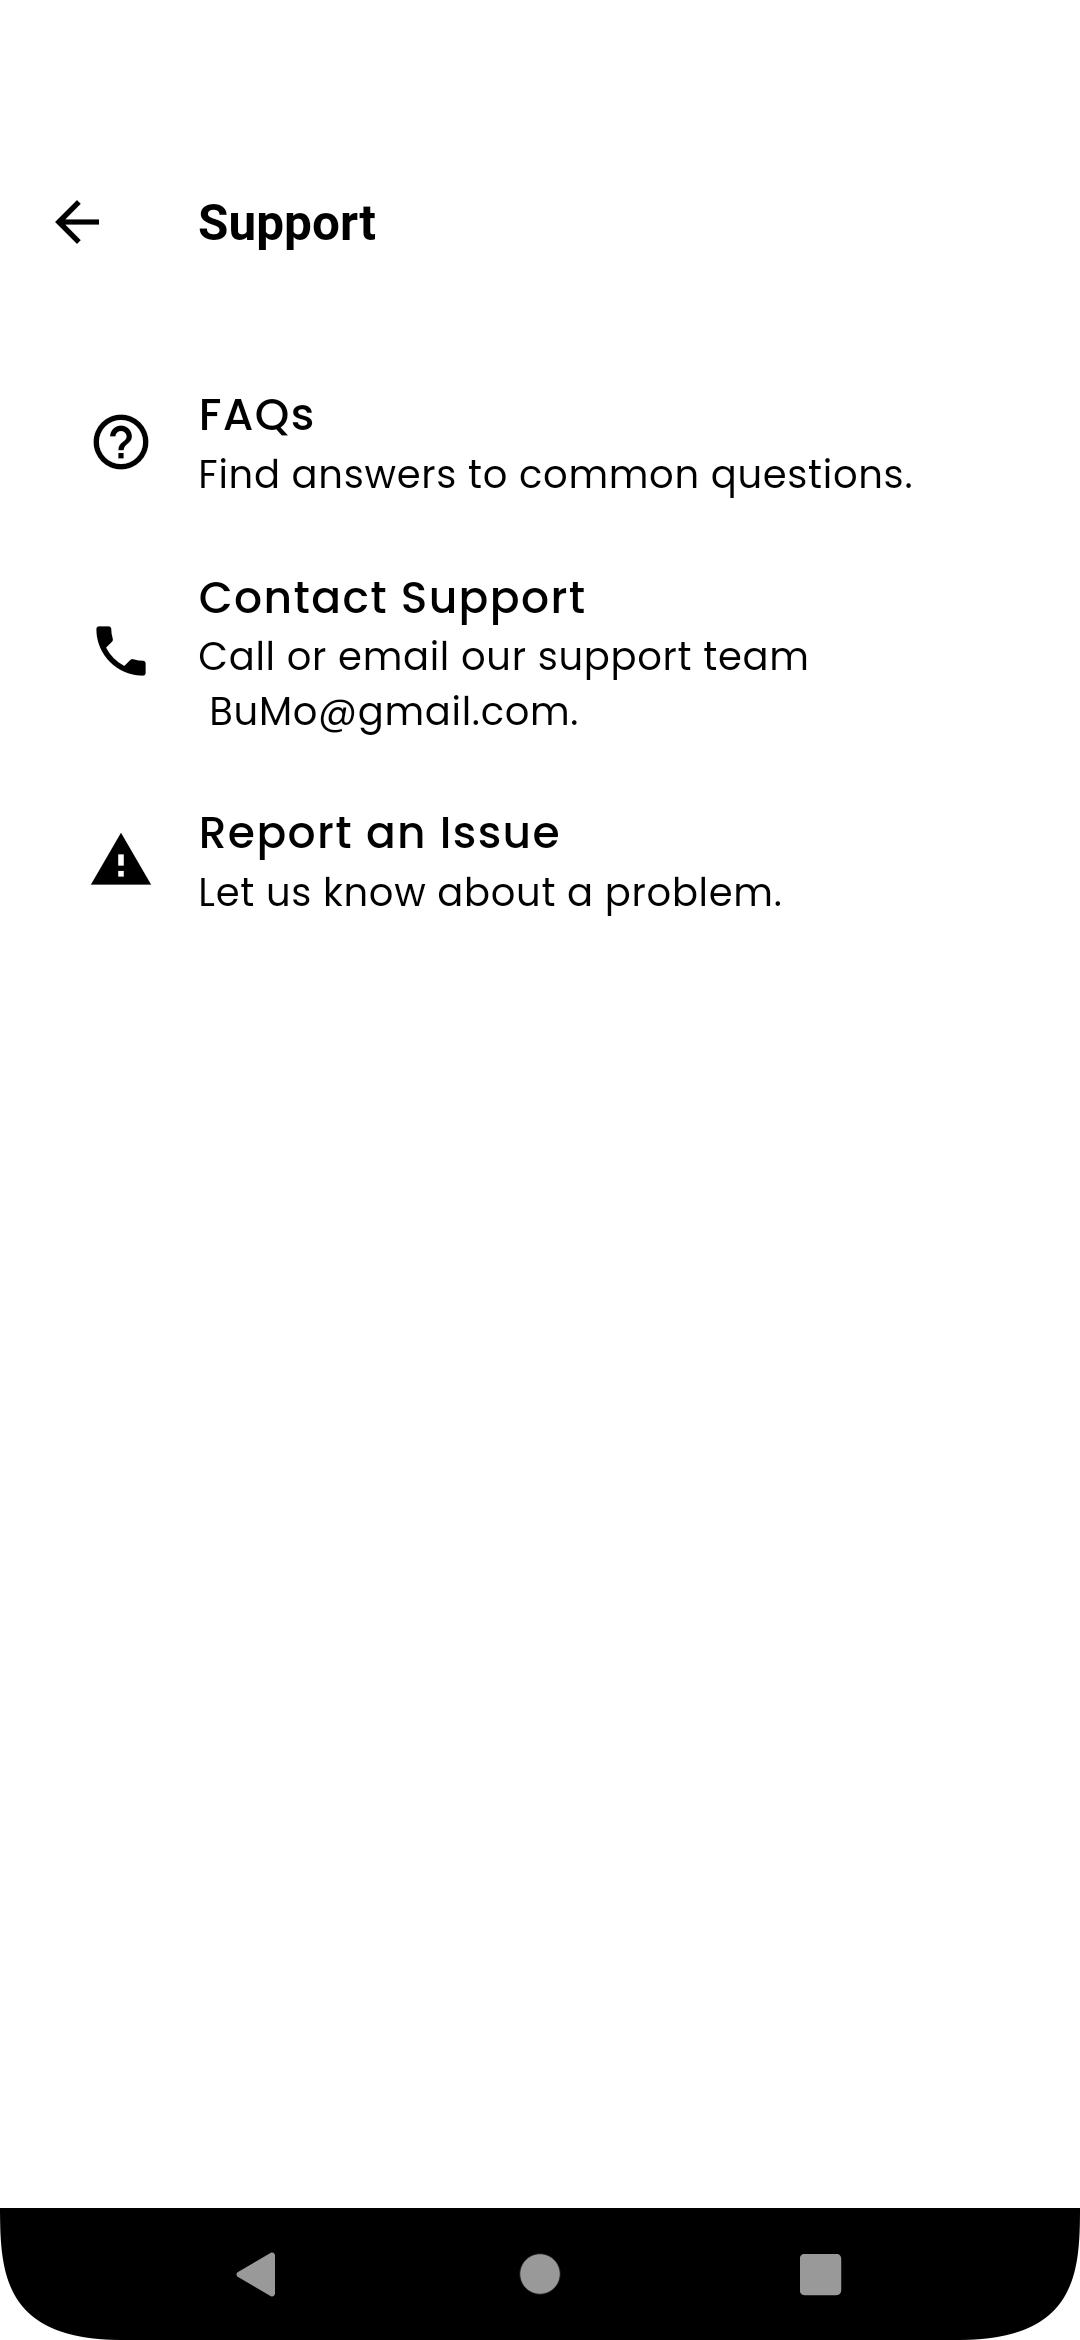 Support
FAQs
Find answers to common questions.
Contact Support
Call or email our support team
BuMo@gmail.com.
Report an Issue
Let us know about a problem.